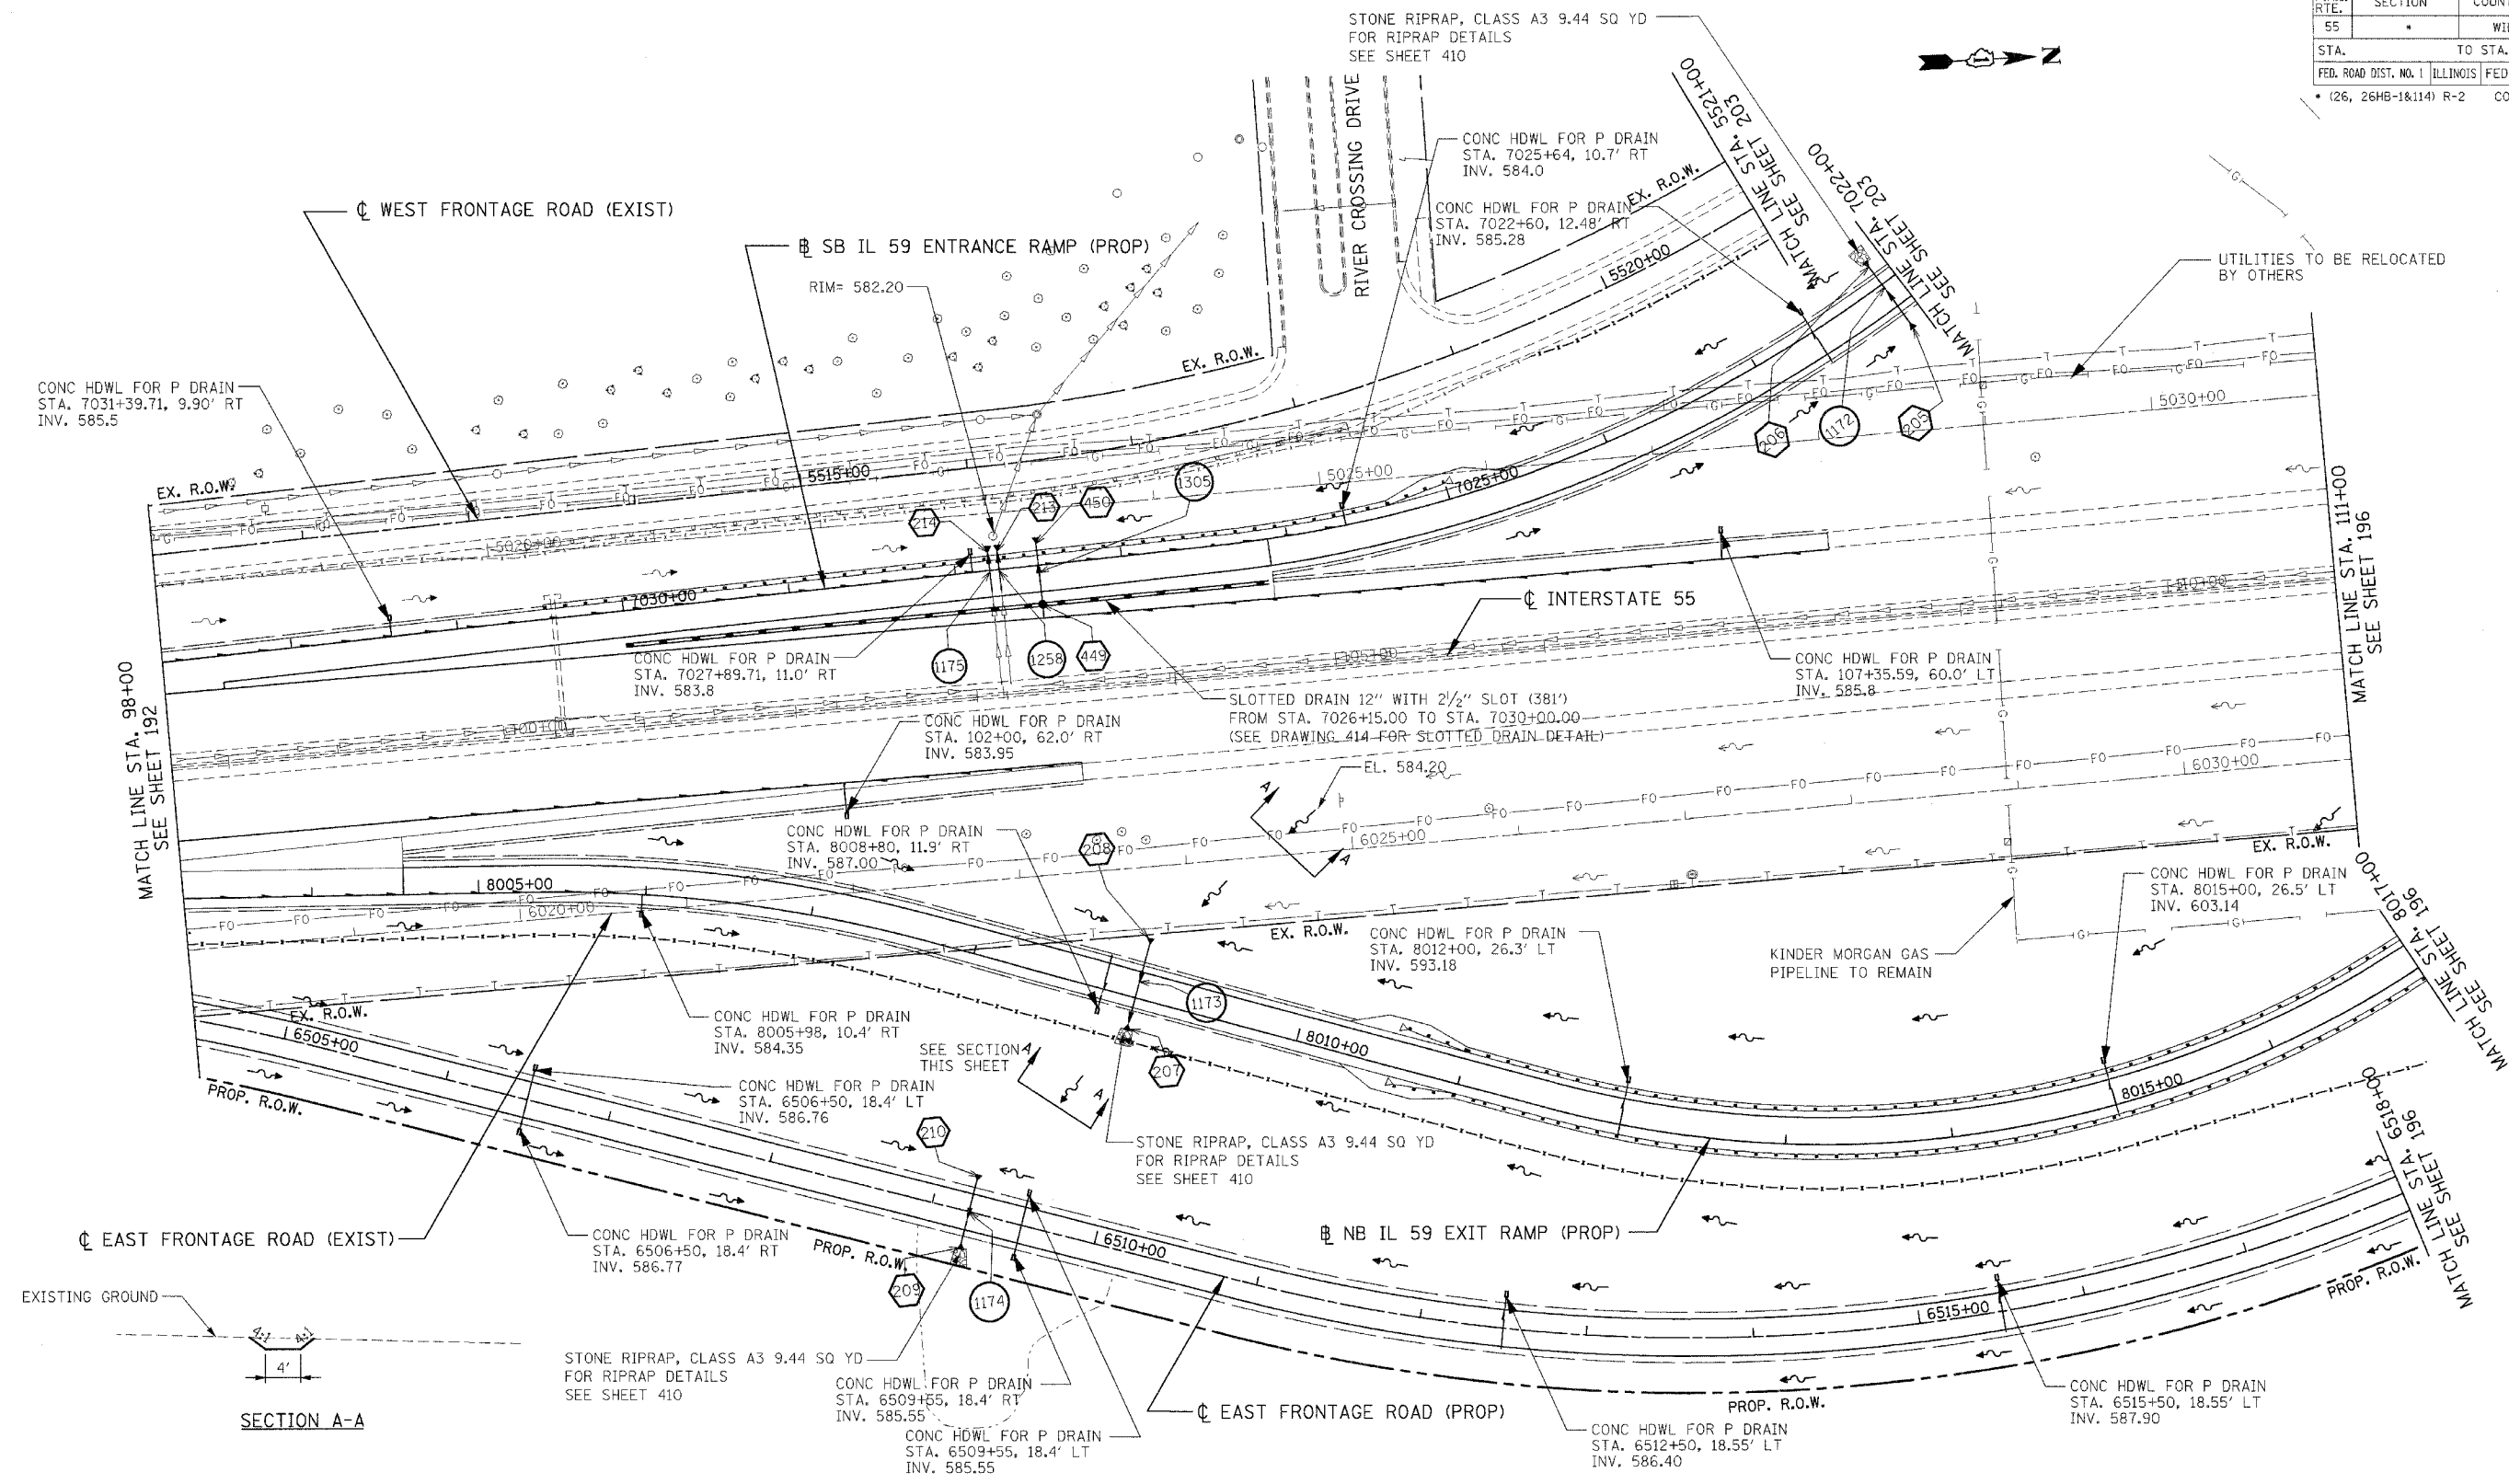 STONE RIPRAP, CLASS A3 9.44 SQ YD
FOR RIPRAP DETAILS
SEE SHEET 410
N
RTE.
SECTION
55
*
STA.
TO STA.
FED. ROAD DIST. NO. 1
ILLINOIS
FED
* (26, 26HB-1&114) R-2
CO
RIVER CROSSING DRIVE
MATCH LINE STA. 5521+00
SEE SHEET 203
MATCH LINE STA. 7022+00
SEE SHEET 203
CONC HDWL FOR P DRAIN
STA. 7025+64, 10.7' RT
INV. 584.0
EX. R.O.W.
CONC HDWL FOR P DRAIN
STA. 7022+60, 12.48' RT
INV. 585.28
℄ WEST FRONTAGE ROAD (EXIST)
SB IL 59 ENTRANCE RAMP (PROP)
RIM= 582.20
UTILITIES TO BE RELOCATED
BY OTHERS
5520+00
EX. R.O.W.
CONC HDWL FOR P DRAIN
STA. 7031+39.71, 9.90' RT
INV. 585.5
EX. R.O.W.
5515+00
5030+00
5025+00
7025+00
5020+00
7030+00
206
1172
205
214
213
450
1305
MATCH LINE STA. 111+00
SEE SHEET 196
110+00
℄ INTERSTATE 55
105+00
100+00
CONC HDWL FOR P DRAIN
STA. 7027+89.71, 11.0' RT
INV. 583.8
1175
1258
449
CONC HDWL FOR P DRAIN
STA. 107+35.59, 60.0' LT
INV. 585.8
SLOTTED DRAIN 12" WITH 2½" SLOT (381')
FROM STA. 7026+15.00 TO STA. 7030+00.00
(SEE DRAWING 414 FOR SLOTTED DRAIN DETAIL)
MATCH LINE STA. 98+00
SEE SHEET 192
CONC HDWL FOR P DRAIN
STA. 102+00, 62.0' RT
INV. 583.95
EL. 584.20
A
A
6030+00
6025+00
CONC HDWL FOR P DRAIN
STA. 8008+80, 11.9' RT
INV. 587.00
208
8005+00
6020+00
EX. R.O.W.
EX. R.O.W.
CONC HDWL FOR P DRAIN
STA. 8015+00, 26.5' LT
INV. 603.14
MATCH LINE STA. 8017+00
SEE SHEET 196
CONC HDWL FOR P DRAIN
STA. 8012+00, 26.3' LT
INV. 593.18
KINDER MORGAN GAS
PIPELINE TO REMAIN
1173
EX. R.O.W.
6505+00
CONC HDWL FOR P DRAIN
STA. 8005+98, 10.4' RT
INV. 584.35
SEE SECTION
THIS SHEET
A
A
207
8010+00
8015+00
CONC HDWL FOR P DRAIN
STA. 6506+50, 18.4' LT
INV. 586.76
PROP. R.O.W.
210
STONE RIPRAP, CLASS A3 9.44 SQ YD
FOR RIPRAP DETAILS
SEE SHEET 410
MATCH LINE STA. 6518+00
SEE SHEET 196
℄ EAST FRONTAGE ROAD (EXIST)
CONC HDWL FOR P DRAIN
STA. 6506+50, 18.4' RT
INV. 586.77
PROP. R.O.W.
6510+00
NB IL 59 EXIT RAMP (PROP)
209
1174
6515+00
PROP. R.O.W.
EXISTING GROUND
4:1
4:1
4'
SECTION A-A
STONE RIPRAP, CLASS A3 9.44 SQ YD
FOR RIPRAP DETAILS
SEE SHEET 410
CONC HDWL FOR P DRAIN
STA. 6509+55, 18.4' RT
INV. 585.55
CONC HDWL FOR P DRAIN
STA. 6509+55, 18.4' LT
INV. 585.55
℄ EAST FRONTAGE ROAD (PROP)
PROP. R.O.W.
CONC HDWL FOR P DRAIN
STA. 6512+50, 18.55' LT
INV. 586.40
CONC HDWL FOR P DRAIN
STA. 6515+50, 18.55' LT
INV. 587.90